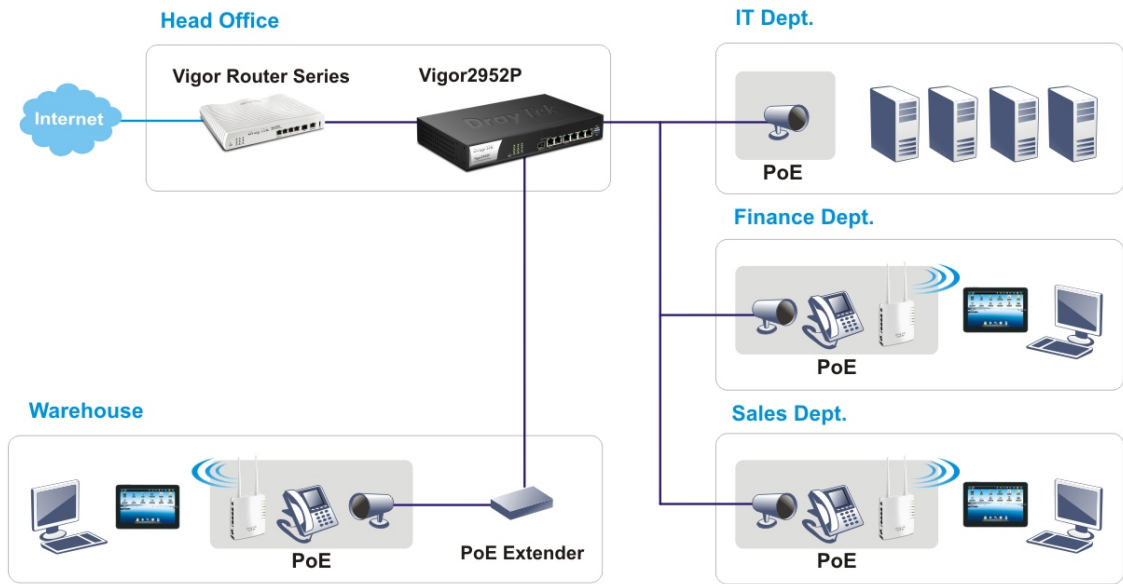 Head Office
IT Dept.
Vigor Router Series
Vigor2952P
Internet
DrayTek
PoE
Finance Dept.
PoE
Warehouse
Sales Dept.
PoE
PoE Extender
PoE